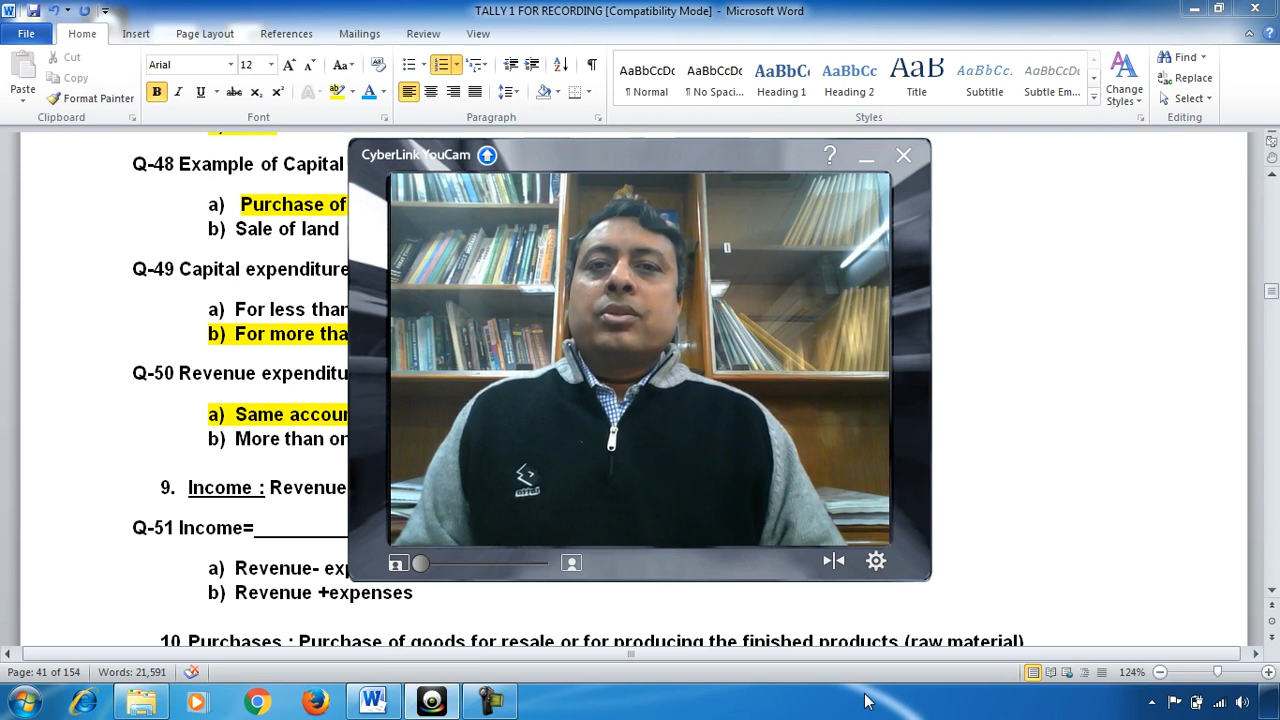 TALLY 1 FOR RECORDING [Compatibility Mode] - Microsoft Word
File Home Insert Page Layout References Mailings Review View
Paste
Cut
Copy
Format Painter
Clipboard
Arial 12
Font
Paragraph
AaBbCcDc AaBbCcDc AaBbCc AaBbCc AaB AaBbCcL AaBbCcDc
¶ Normal ¶ No Spaci... Heading 1 Heading 2 Title Subtitle Subtle Em...
Change Styles
Styles
Find
Replace
Select
Editing
Q-48 Example of Capital
a) Purchase of
b) Sale of land
Q-49 Capital expenditure
a) For less than
b) For more tha
Q-50 Revenue expenditu
a) Same accour
b) More than on
9. Income : Revenue
Q-51 Income=
a) Revenue- exp
b) Revenue +expenses
10 Purchases : Purchase of goods for resale or for producing the finished products (raw material)
CyberLink YouCam
Page: 41 of 154 Words: 21,591 124%